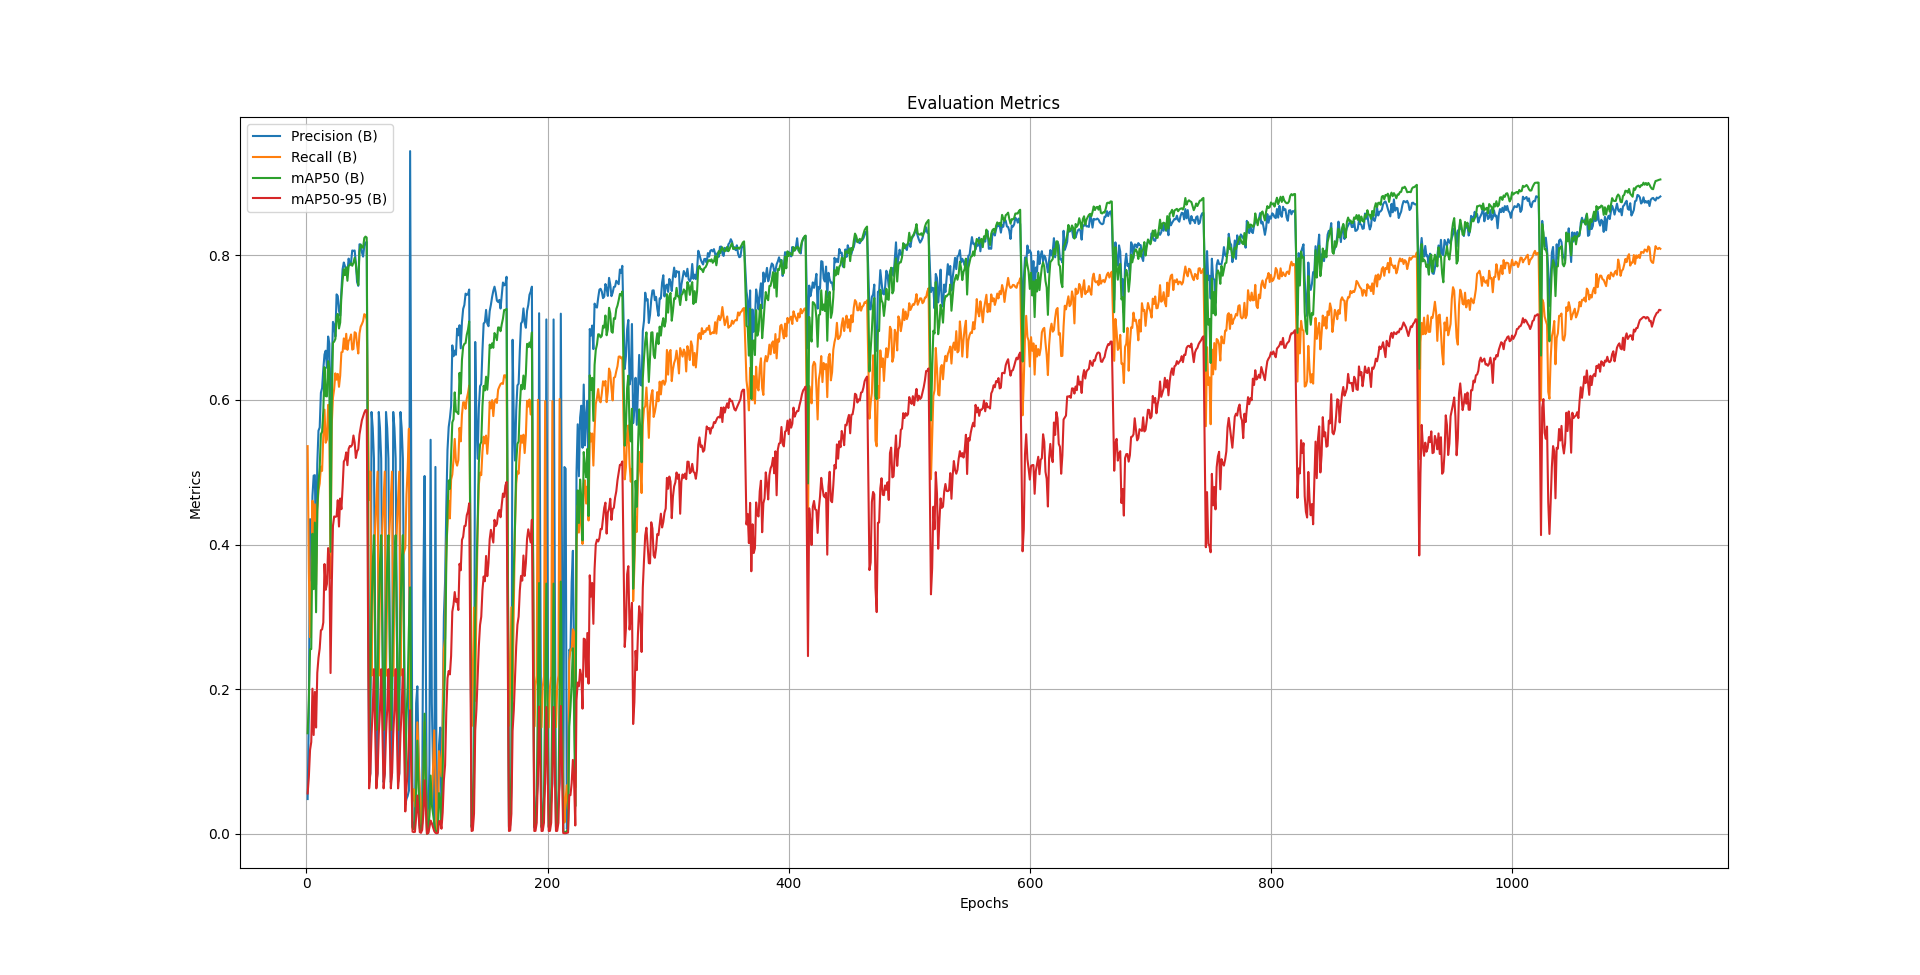 Evaluation Metrics
Precision (B)
Recall (B)
mAP50 (B)
mAP50-95 (B)
Metrics
0.8
0.6
0.4
0.2
0.0
0 200 400 600 800 1000
Epochs